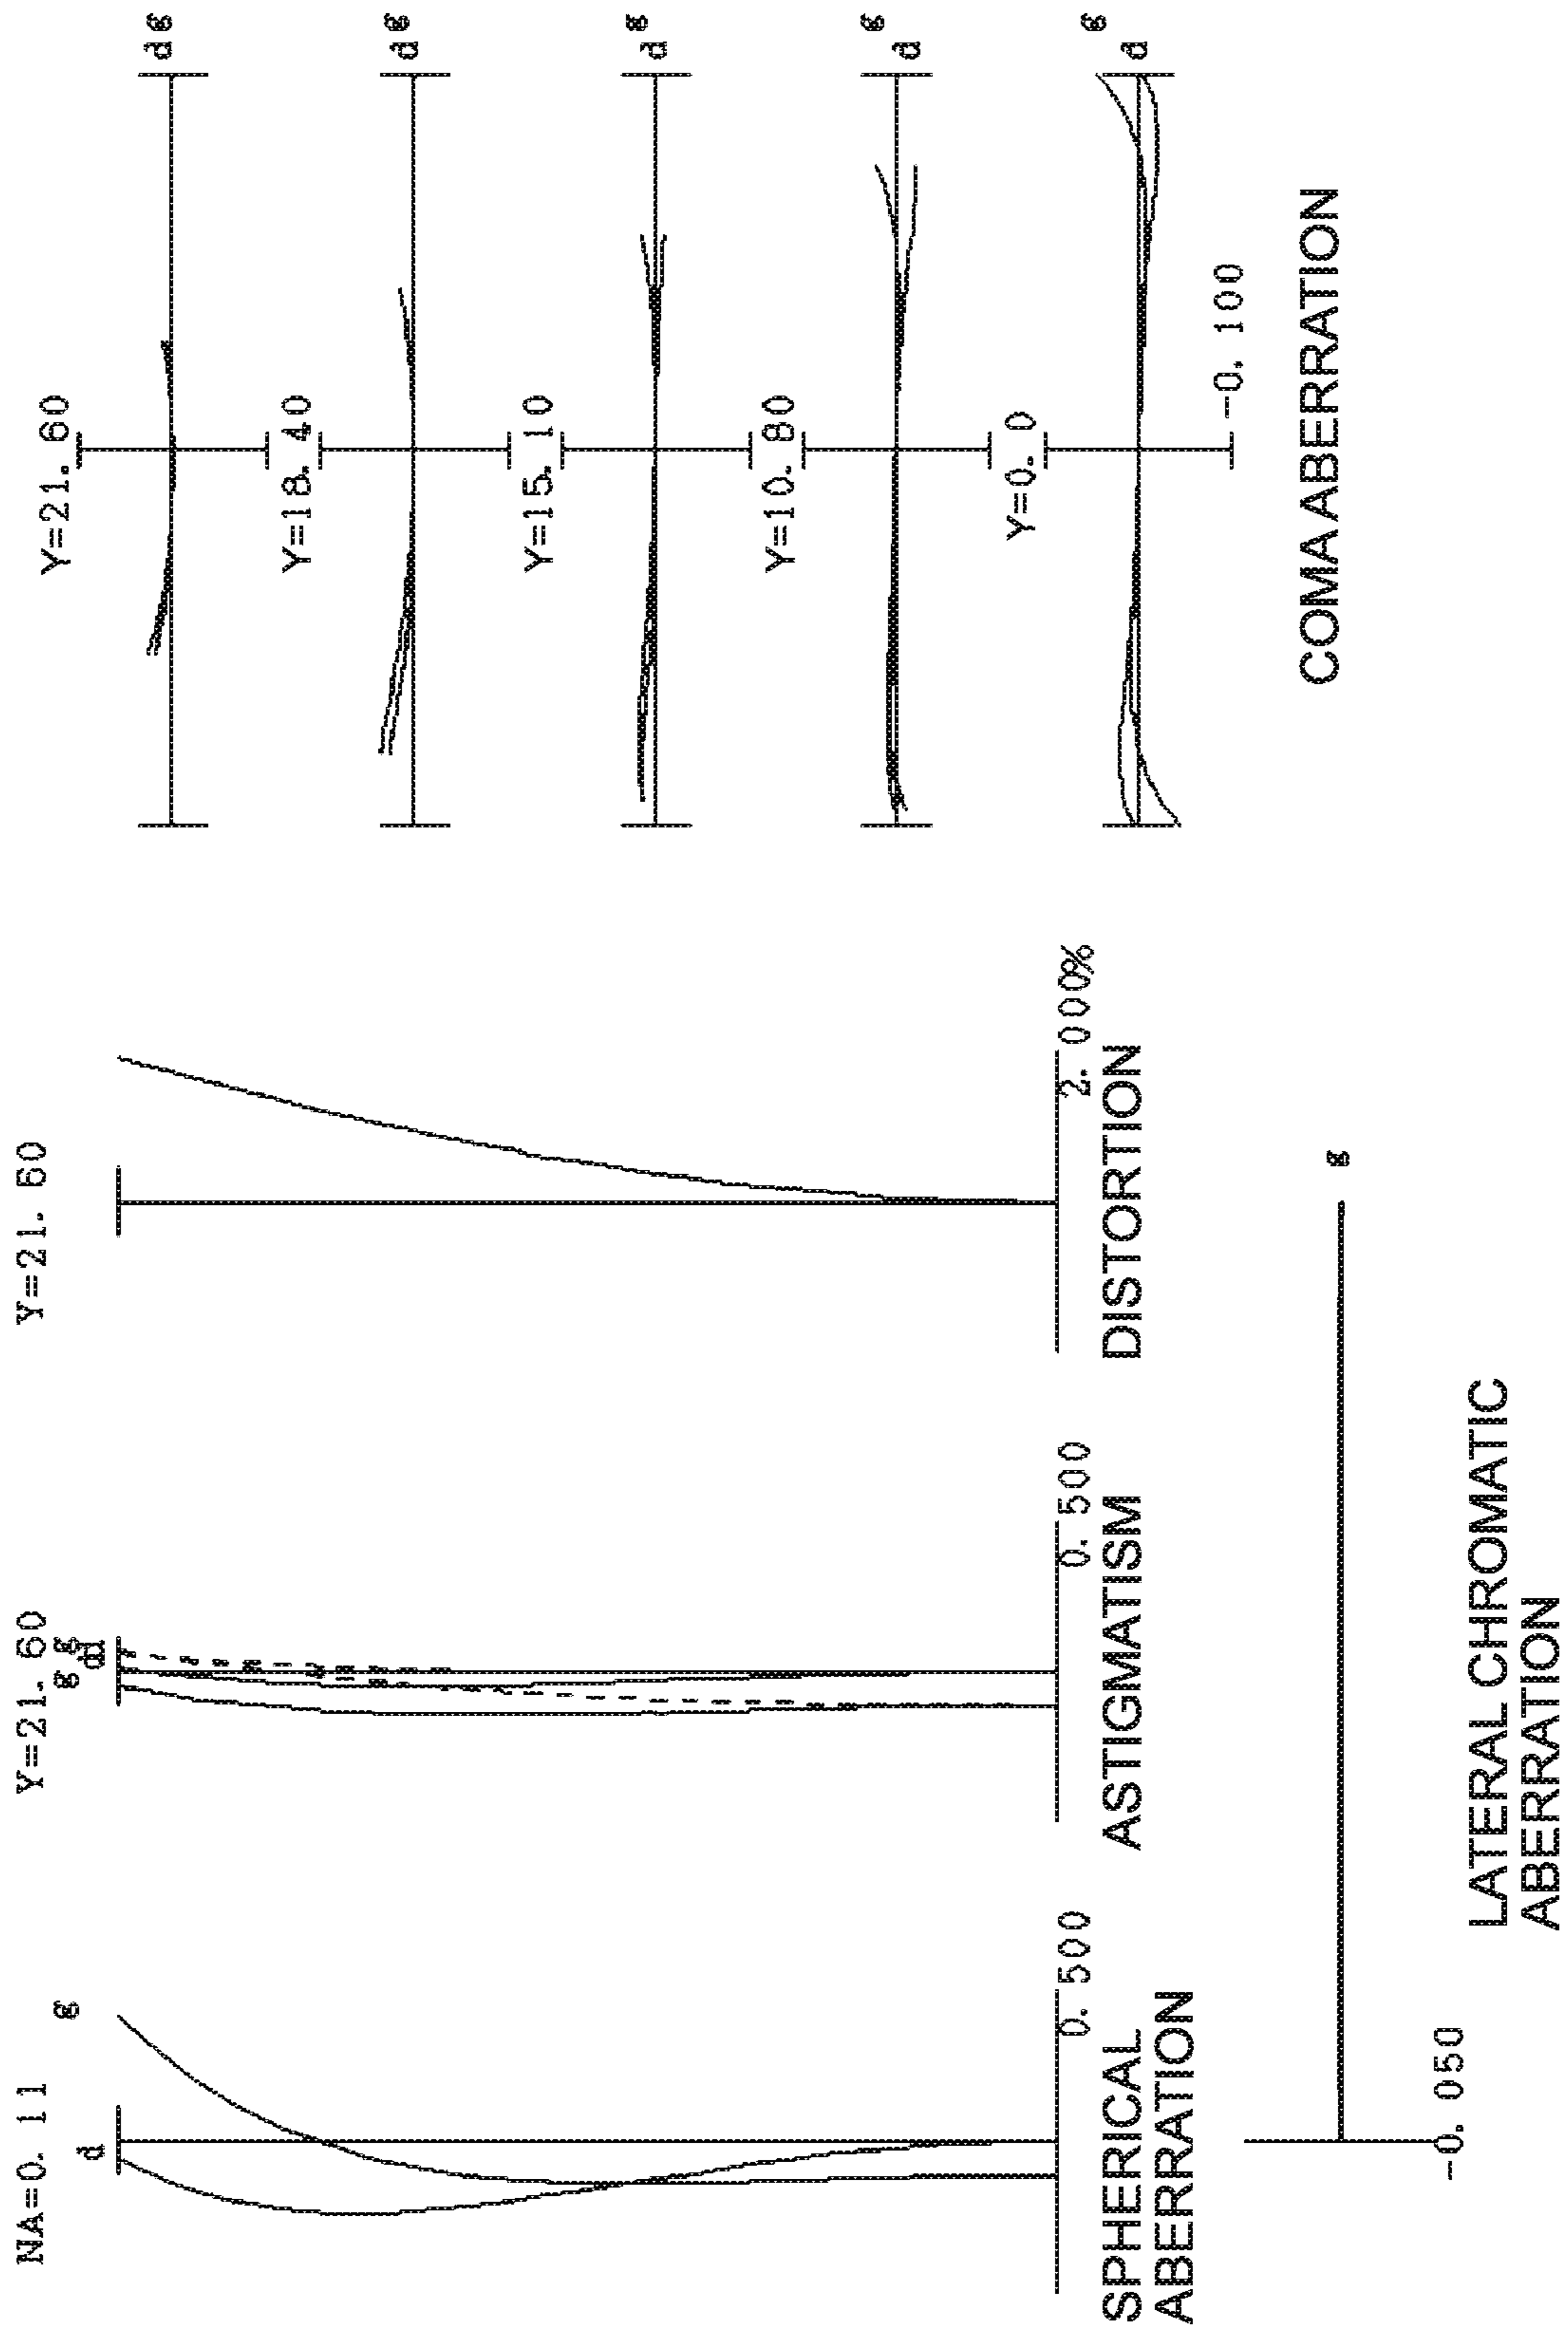 NA=0. 11
d
g
0. 500
SPHERICAL
ABERRATION
Y=21. 60
g g
d d
0. 500
ASTIGMATISM
Y=21. 60
2. 000%
DISTORTION
Y=21. 60
d g
Y=18. 40
d g
Y=15. 10
d g
Y=10. 80
d g
Y=0. 0
d g
-0. 100
COMA ABERRATION
g
-0. 050
LATERAL CHROMATIC
ABERRATION